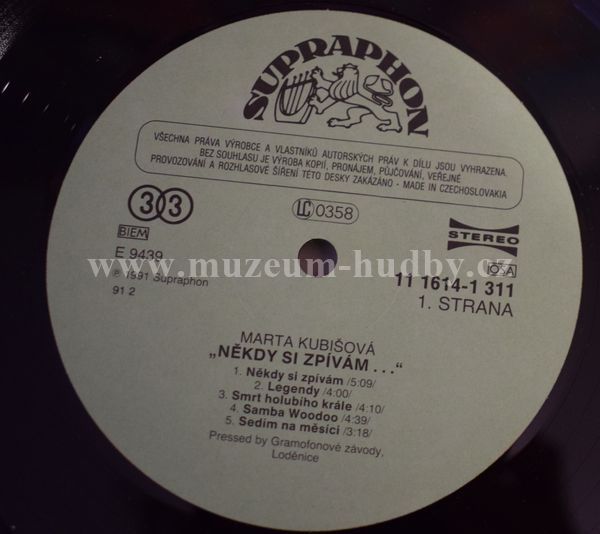 SUPRAPHON
VŠECHNA PRÁVA VÝROBCE A VLASTNÍKŮ AUTORSKÝCH PRÁV K DÍLU JSOU VYHRAZENA.
BEZ SOUHLASU JE VÝROBA KOPIÍ, PRONÁJEM, PŮJČOVÁNÍ, VEŘEJNÉ
PROVOZOVÁNÍ A ROZHLASOVÉ ŠÍŘENÍ TÉTO DESKY ZAKÁZÁNO - MADE IN CZECHOSLOVAKIA
33
LC 0358
STEREO
BIEM
OSA
E 9439
www.muzeum-hudby.cz
℗ 1991 Supraphon
11 1614-1 311
91 2
1. STRANA
MARTA KUBIŠOVÁ
„NĚKDY SI ZPÍVÁM . . .“
1. Někdy si zpívám /5:09/
2. Legendy /4:00/
3. Smrt holubího krále /4:10/
4. Samba Woodoo /4:39/
5. Sedím na měsíci /3:18/
Pressed by Gramofonové závody,
Loděnice